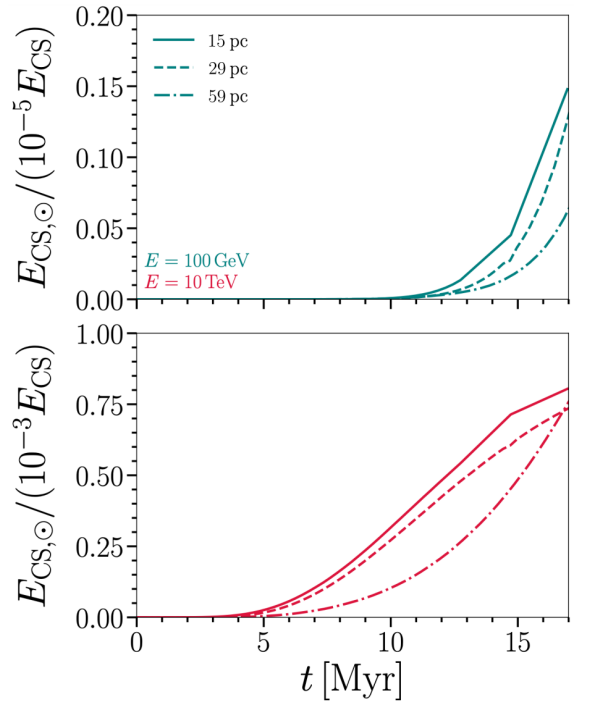 0.20
15 pc
29 pc
59 pc
0.15
0.10
0.05
E = 100 GeV
E = 10 TeV
0.00
E_{CS,⊙}/(10^{−5} E_{CS})
1.00
0.75
0.50
0.25
0.00
E_{CS,⊙}/(10^{−3} E_{CS})
0 5 10 15
t [Myr]